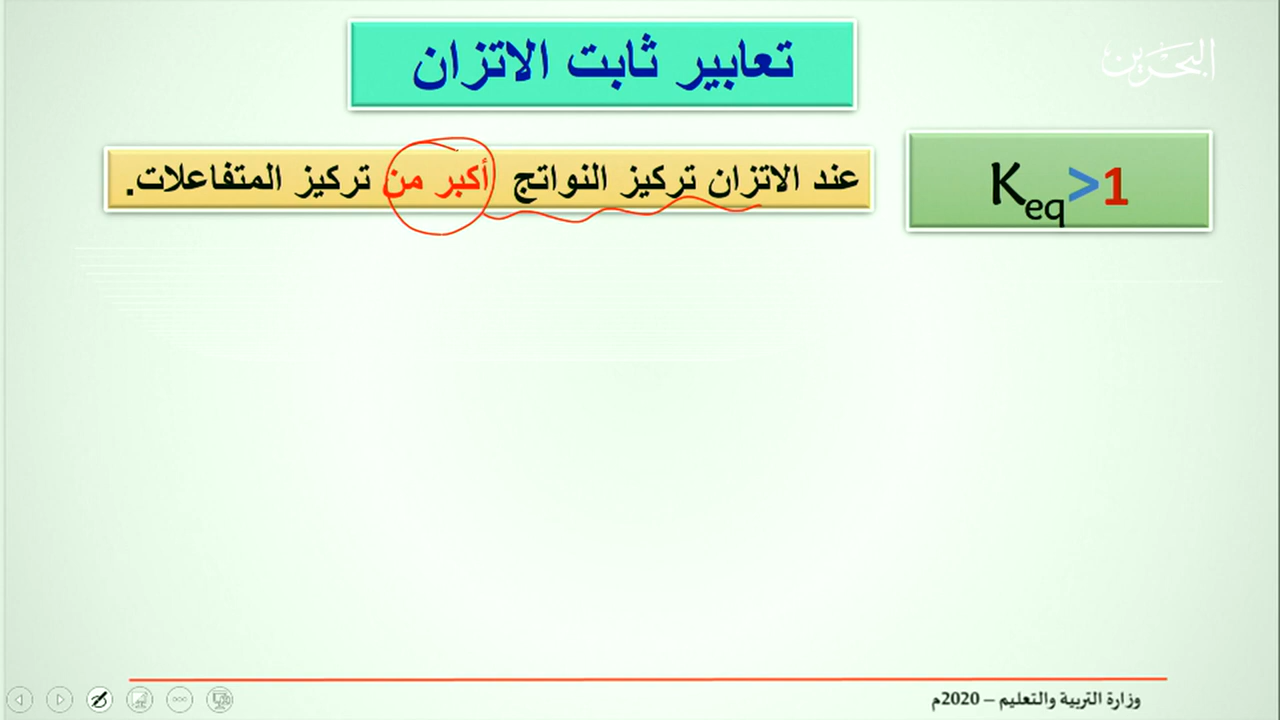 البحرين
تعابير ثابت الاتزان
Keq>1
عند الاتزان تركيز النواتج أكبر من تركيز المتفاعلات.
وزارة التربية والتعليم – 2020م